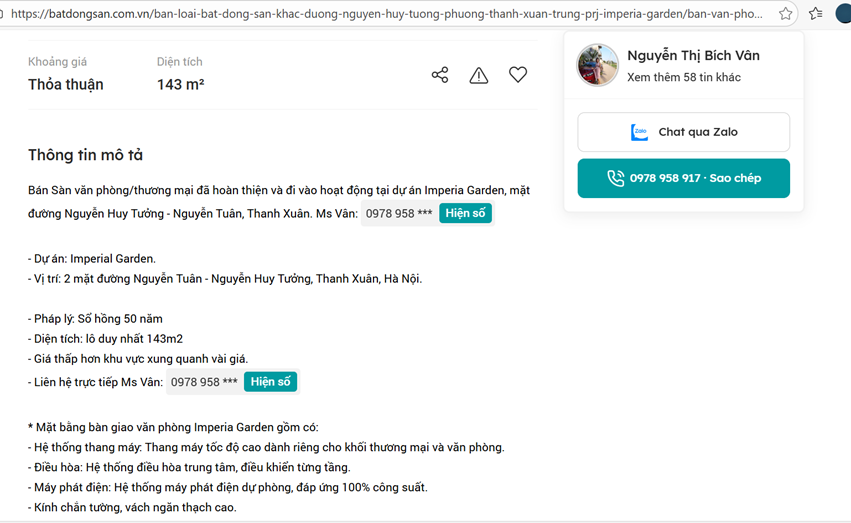 https://batdongsan.com.vn/ban-loai-bat-dong-san-khac-duong-nguyen-huy-tuong-phuong-thanh-xuan-trung-prj-imperia-garden/ban-van-pho...
Khoảng giá
Diện tích
Thỏa thuận
143 m²
Nguyễn Thị Bích Vân
Xem thêm 58 tin khác
Zalo
Chat qua Zalo
0978 958 917 · Sao chép
Thông tin mô tả
Bán Sàn văn phòng/thương mại đã hoàn thiện và đi vào hoạt động tại dự án Imperia Garden, mặt
đường Nguyễn Huy Tưởng - Nguyễn Tuân, Thanh Xuân. Ms Vân: 0978 958 *** Hiện số
- Dự án: Imperial Garden.
- Vị trí: 2 mặt đường Nguyễn Tuân - Nguyễn Huy Tưởng, Thanh Xuân, Hà Nội.
- Pháp lý: Sổ hồng 50 năm
- Diện tích: lô duy nhất 143m2
- Giá thấp hơn khu vực xung quanh vài giá.
- Liên hệ trực tiếp Ms Vân: 0978 958 *** Hiện số
* Mặt bằng bàn giao văn phòng Imperia Garden gồm có:
- Hệ thống thang máy: Thang máy tốc độ cao dành riêng cho khối thương mại và văn phòng.
- Điều hòa: Hệ thống điều hòa trung tâm, điều khiển từng tầng.
- Máy phát điện: Hệ thống máy phát điện dự phòng, đáp ứng 100% công suất.
- Kính chắn tường, vách ngăn thạch cao.